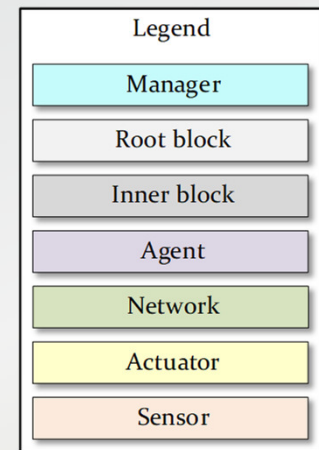 Legend
Manager
Root block
Inner block
Agent
Network
Actuator
Sensor